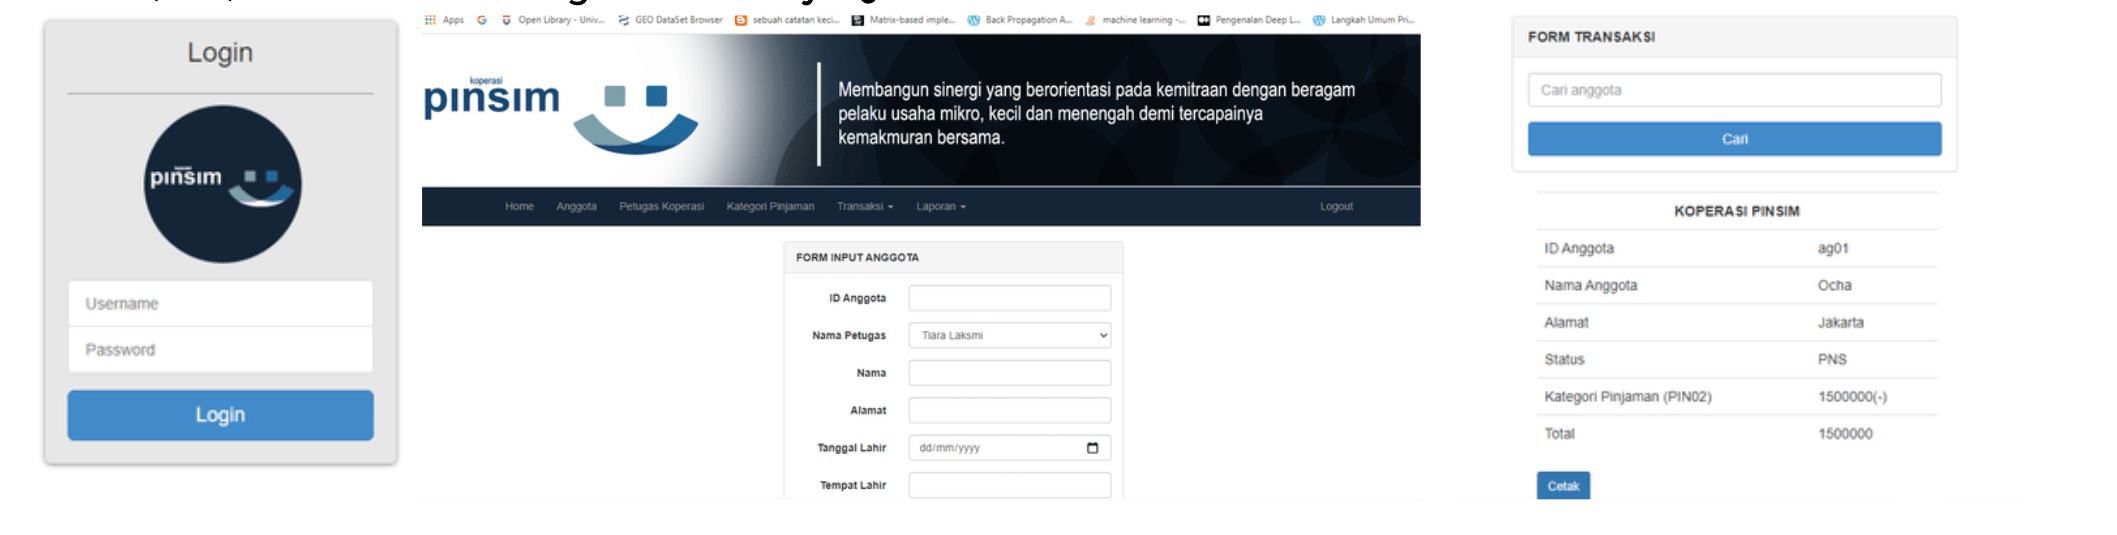 Login
pinsim
Username
Password
Login
Apps
Open Library - Univ...
GEO DataSet Browser
sebuah catatan keci...
Matrix-based imple...
Back Propagation A...
machine learning -...
Pengenalan Deep L...
Langkah Umum Pri...
koperasi
pinsim
Membangun sinergi yang berorientasi pada kemitraan dengan beragam
pelaku usaha mikro, kecil dan menengah demi tercapainya
kemakmuran bersama.
Home Anggota Petugas Koperasi Kategori Pinjaman Transaksi Laporan Logout
FORM INPUT ANGGOTA
ID Anggota
Nama Petugas Tiara Laksmi
Nama
Alamat
Tanggal Lahir dd/mm/yyyy
Tempat Lahir
FORM TRANSAKSI
Cari anggota
Cari
KOPERASI PINSIM
ID Anggota ag01
Nama Anggota Ocha
Alamat Jakarta
Status PNS
Kategori Pinjaman (PIN02) 1500000(-)
Total 1500000
Cetak